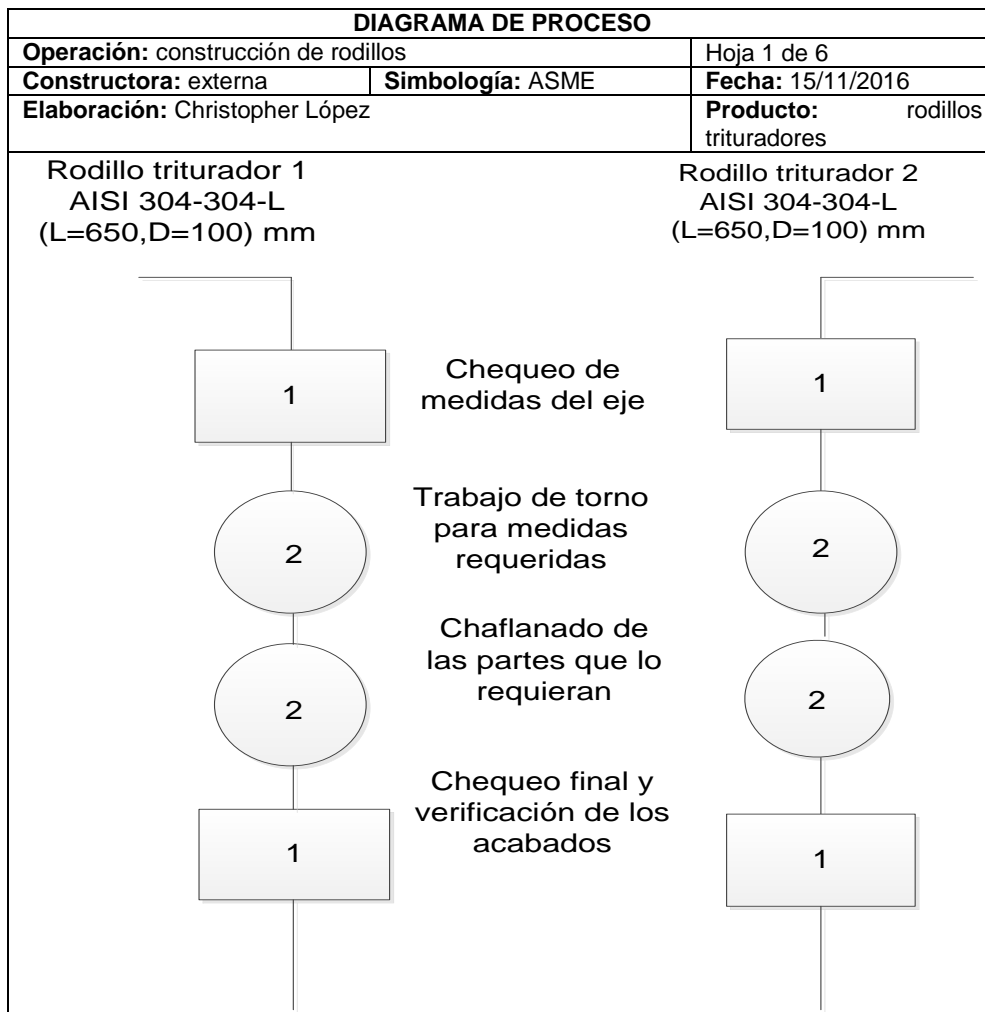 DIAGRAMA DE PROCESO
Operación: construcción de rodillos
Hoja 1 de 6
Constructora: externa
Simbología: ASME
Fecha: 15/11/2016
Elaboración: Christopher López
Producto: rodillos
trituradores
Rodillo triturador 1
AISI 304-304-L
(L=650,D=100) mm
Rodillo triturador 2
AISI 304-304-L
(L=650,D=100) mm
1
Chequeo de
medidas del eje
1
2
Trabajo de torno
para medidas
requeridas
2
2
Chaflanado de
las partes que lo
requieran
2
1
Chequeo final y
verificación de los
acabados
1